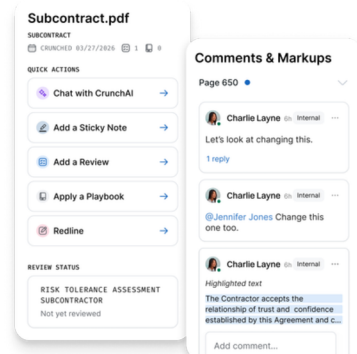 Subcontract.pdf
SUBCONTRACT
CRUNCHED 03/27/2026 1 0
QUICK ACTIONS
Chat with CrunchAI
Add a Sticky Note
Add a Review
Apply a Playbook
Redline
REVIEW STATUS
RISK TOLERANCE ASSESSMENT
SUBCONTRACTOR
Not yet reviewed
Comments & Markups
Page 650
Charlie Layne 6h Internal
Let's look at changing this.
1 reply
Charlie Layne 6h Internal
@Jennifer Jones Change this
one too.
Charlie Layne 6h Internal
Highlighted text
The Contractor accepts the
relationship of trust and confidence
established by this Agreement and c...
Add comment...